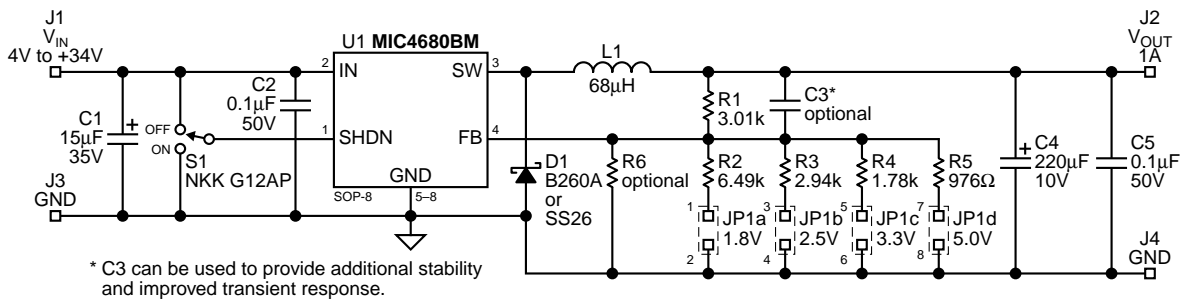 J1
V_IN
4V to +34V
C1
15µF
35V
+
OFF
ON
S1
NKK G12AP
C2
0.1µF
50V
J3
GND
U1 MIC4680BM
2
IN
SW
3
1
SHDN
FB
4
GND
SOP-8
5–8
L1
68µH
D1
B260A
or
SS26
R1
3.01k
C3*
optional
R6
optional
R2
6.49k
R3
2.94k
R4
1.78k
R5
976Ω
1
JP1a
1.8V
2
3
JP1b
2.5V
4
5
JP1c
3.3V
6
7
JP1d
5.0V
8
+
C4
220µF
10V
C5
0.1µF
50V
J2
V_OUT
1A
J4
GND
* C3 can be used to provide additional stability
and improved transient response.